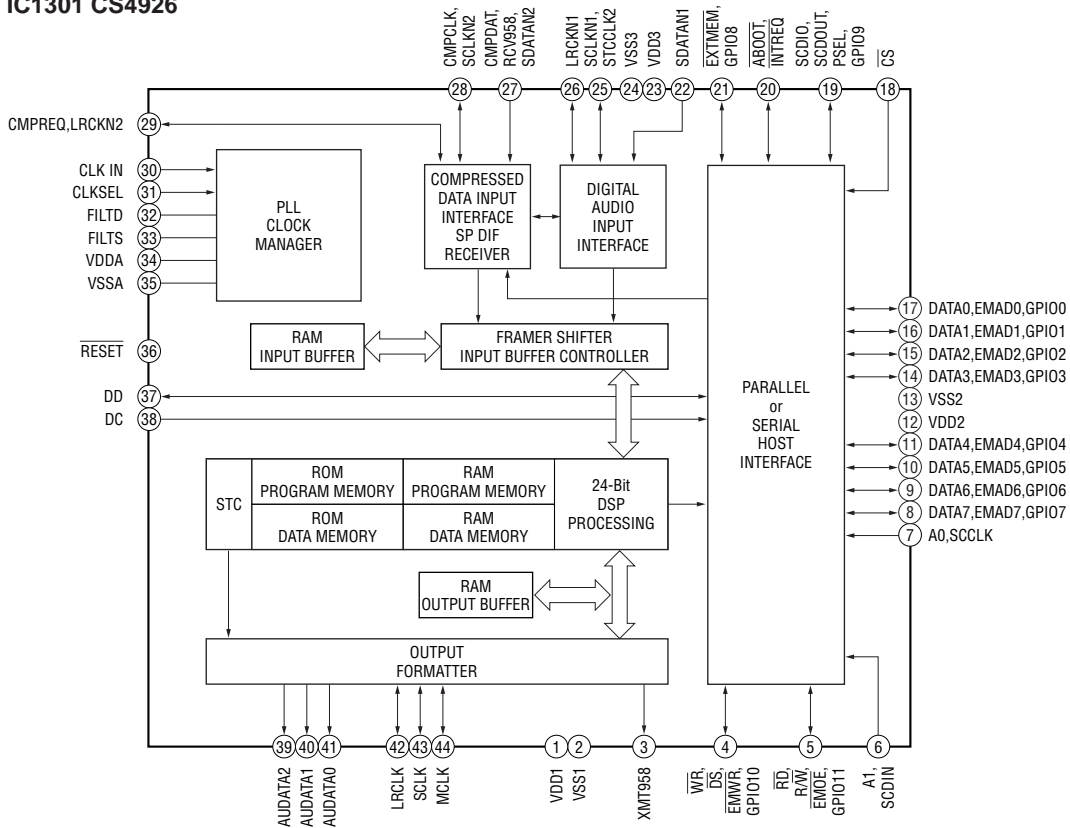 IC1301 CS4926
CMPCLK,
SCLKN2
CMPDAT,
RCV958,
SDATAN2
LRCKN1
SCLKN1,
STCCLK2
VSS3
VDD3
SDATAN1
EXTMEM,
GPIO8
ABOOT,
INTREQ
SCDIO,
SCDOUT,
PSEL,
GPIO9
CS
28
27
26
25
24
23
22
21
20
19
18
CMPREQ,LRCKN2 29
CLK IN 30
CLKSEL 31
FILTD 32
FILTS 33
VDDA 34
VSSA 35
RESET 36
DD 37
DC 38
PLL
CLOCK
MANAGER
COMPRESSED
DATA INPUT
INTERFACE
SP DIF
RECEIVER
DIGITAL
AUDIO
INPUT
INTERFACE
RAM
INPUT BUFFER
FRAMER SHIFTER
INPUT BUFFER CONTROLLER
PARALLEL
or
SERIAL
HOST
INTERFACE
STC
ROM
PROGRAM MEMORY
RAM
PROGRAM MEMORY
ROM
DATA MEMORY
RAM
DATA MEMORY
24-Bit
DSP
PROCESSING
RAM
OUTPUT BUFFER
OUTPUT
FORMATTER
17 DATA0,EMAD0,GPIO0
16 DATA1,EMAD1,GPIO1
15 DATA2,EMAD2,GPIO2
14 DATA3,EMAD3,GPIO3
13 VSS2
12 VDD2
11 DATA4,EMAD4,GPIO4
10 DATA5,EMAD5,GPIO5
9 DATA6,EMAD6,GPIO6
8 DATA7,EMAD7,GPIO7
7 A0,SCCLK
39
40
41
42
43
44
1
2
3
4
5
6
AUDATA2
AUDATA1
AUDATA0
LRCLK
SCLK
MCLK
VDD1
VSS1
XMT958
WR,
DS,
EMWR,
GPIO10
RD,
R/W,
EMOE,
GPIO11
A1,
SCDIN